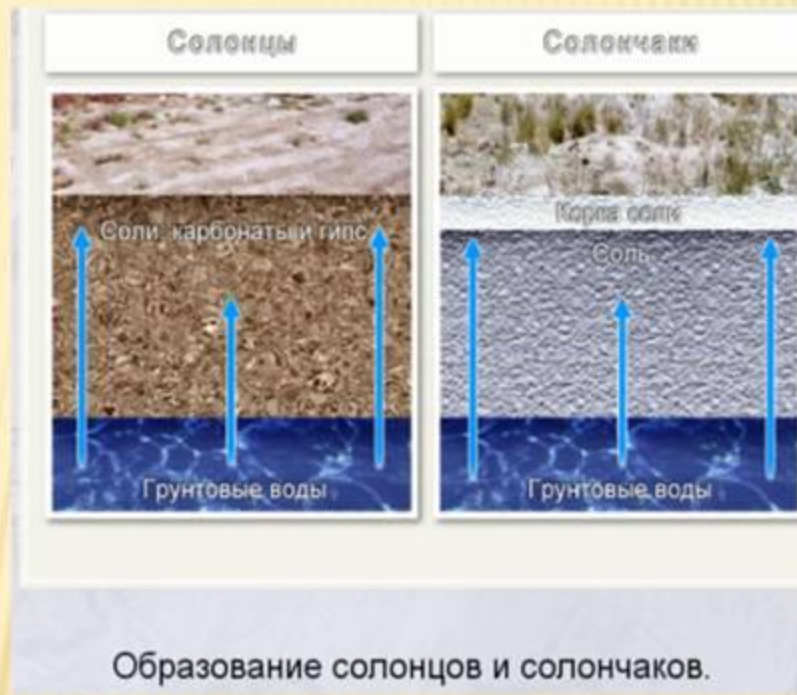 Солонцы
Солончаки
Соли, карбонаты и гипс
Грунтовые воды
Корка соли
Соль
Грунтовые воды
Образование солонцов и солончаков.